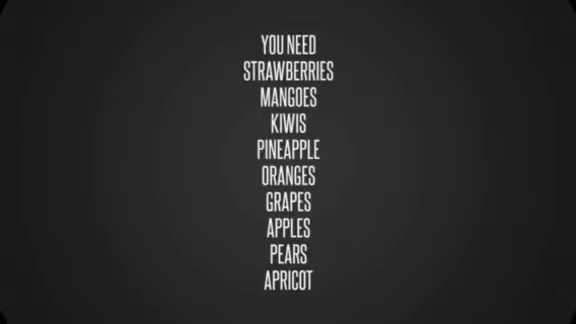 YOU NEED
STRAWBERRIES
MANGOES
KIWIS
PINEAPPLE
ORANGES
GRAPES
APPLES
PEARS
APRICOT